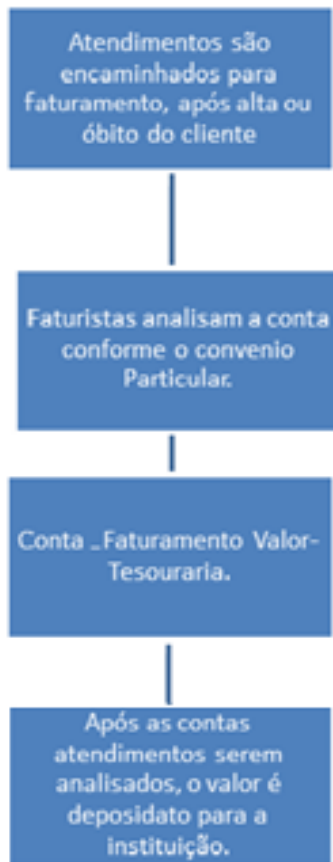 Atendimentos são
encaminhados para
faturamento, após alta ou
óbito do cliente
Faturistas analisam a conta
conforme o convenio
Particular.
Conta _Faturamento Valor-
Tesouraria.
Após as contas
atendimentos serem
analisados, o valor é
deposidato para a
instituição.